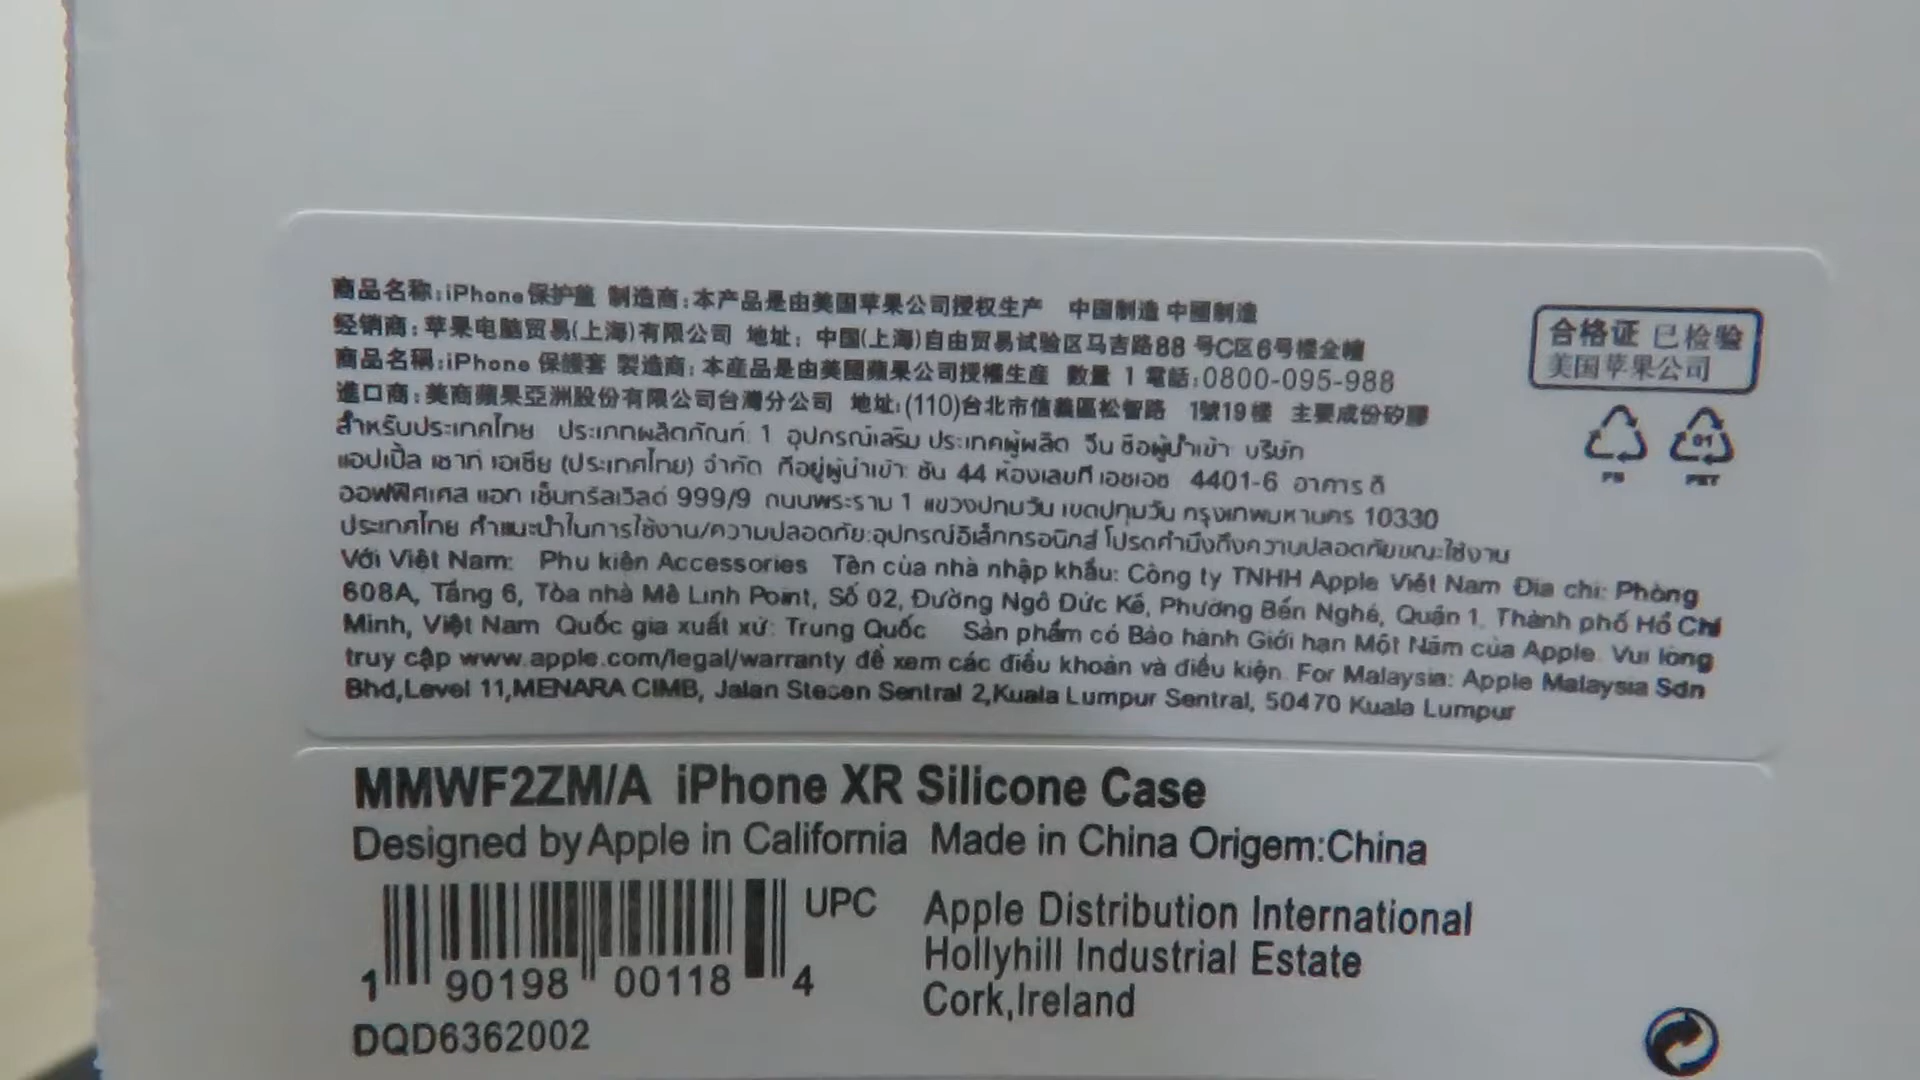 商品名称:iPhone保护盖 制造商:本产品是由美国苹果公司授权生产 中国制造 中國制造
经销商:苹果电脑贸易(上海)有限公司 地址: 中国(上海)自由贸易试验区马吉路88 号C区6号楼全幢
商品名稱:iPhone 保護套 製造商:本產品是由美國蘋果公司授權生產 數量 1 電話:0800-095-988
進口商:美商蘋果亞洲股份有限公司台灣分公司 地址:(110)台北市信義區松智路 1號19樓 主要成份矽膠
สำหรับประเทศไทย ประเภทผลิตภัณฑ์: 1 อุปกรณ์เสริม ประเทศผู้ผลิต จีน ชื่อผู้นำเข้า บริษัท
แอปเปิ้ล เซาท์ เอเชีย (ประเทศไทย) จำกัด ที่อยู่ผู้นำเข้า: ชั้น 44 ห้องเลขที่ เอชเอช 4401-6 อาคาร ดิ
ออฟฟิศเศส แอท เซ็นทรัลเวิลด์ 999/9 ถนนพระราม 1 แขวงปทุมวัน เขตปทุมวัน กรุงเทพมหานคร 10330
ประเทศไทย คำแนะนำในการใช้งาน/ความปลอดภัย:อุปกรณ์อิเล็กทรอนิกส์ โปรดคำนึงถึงความปลอดภัยขณะใช้งาน
Với Việt Nam: Phu kiện Accessories Tên của nhà nhập khẩu: Công ty TNHH Apple Việt Nam Địa chỉ: Phòng
608A, Tầng 6, Tòa nhà Mê Linh Point, Số 02, Đường Ngô Đức Kế, Phường Bến Nghé, Quận 1, Thành phố Hồ Chí
Minh, Việt Nam Quốc gia xuất xứ: Trung Quốc Sản phẩm có Bảo hành Giới hạn Một Năm của Apple. Vui lòng
truy cập www.apple.com/legal/warranty để xem các điều khoản và điều kiện. For Malaysia: Apple Malaysia Sdn
Bhd,Level 11,MENARA CIMB, Jalan Stesen Sentral 2,Kuala Lumpur Sentral, 50470 Kuala Lumpur
合格证 已检验
美国苹果公司
01
PET
MMWF2ZM/A iPhone XR Silicone Case
Designed by Apple in California Made in China Origem:China
UPC
1 90198 00118 4
DQD6362002
Apple Distribution International
Hollyhill Industrial Estate
Cork,Ireland